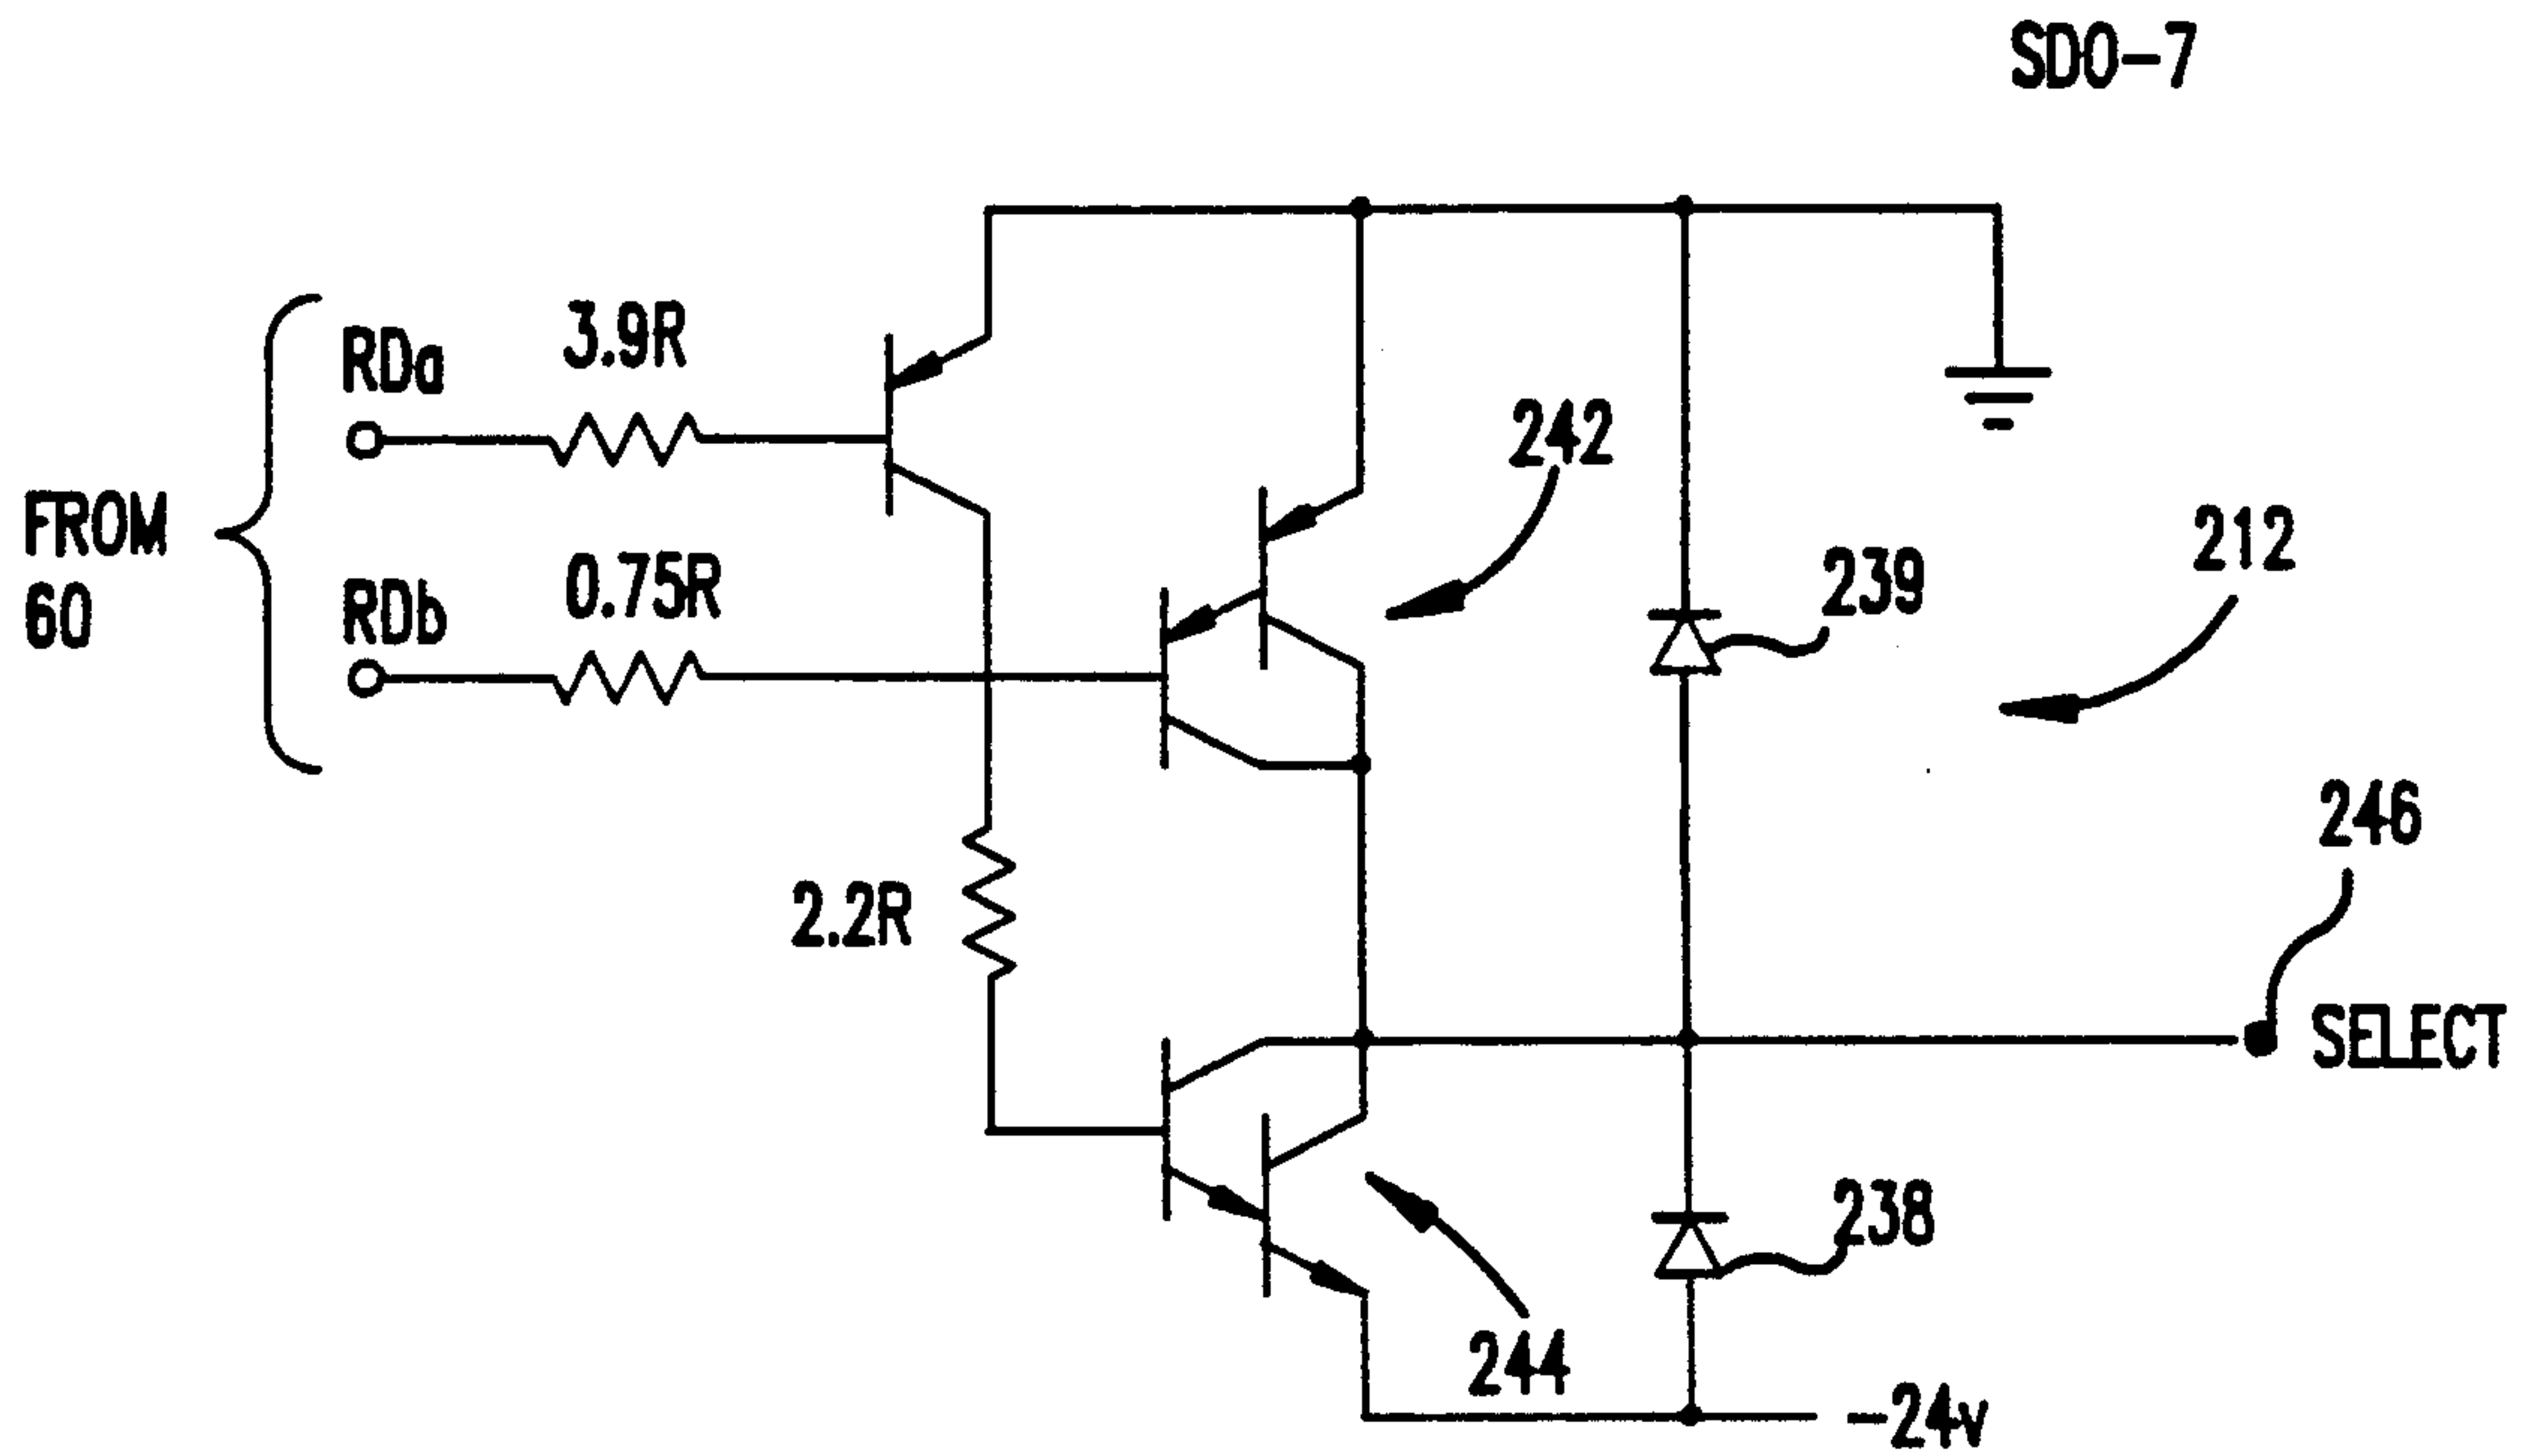 SDO-7
3.9R
RDa
242
FROM
60
212
0.75R
239
RDb
246
2.2R
SELECT
238
244
-24v